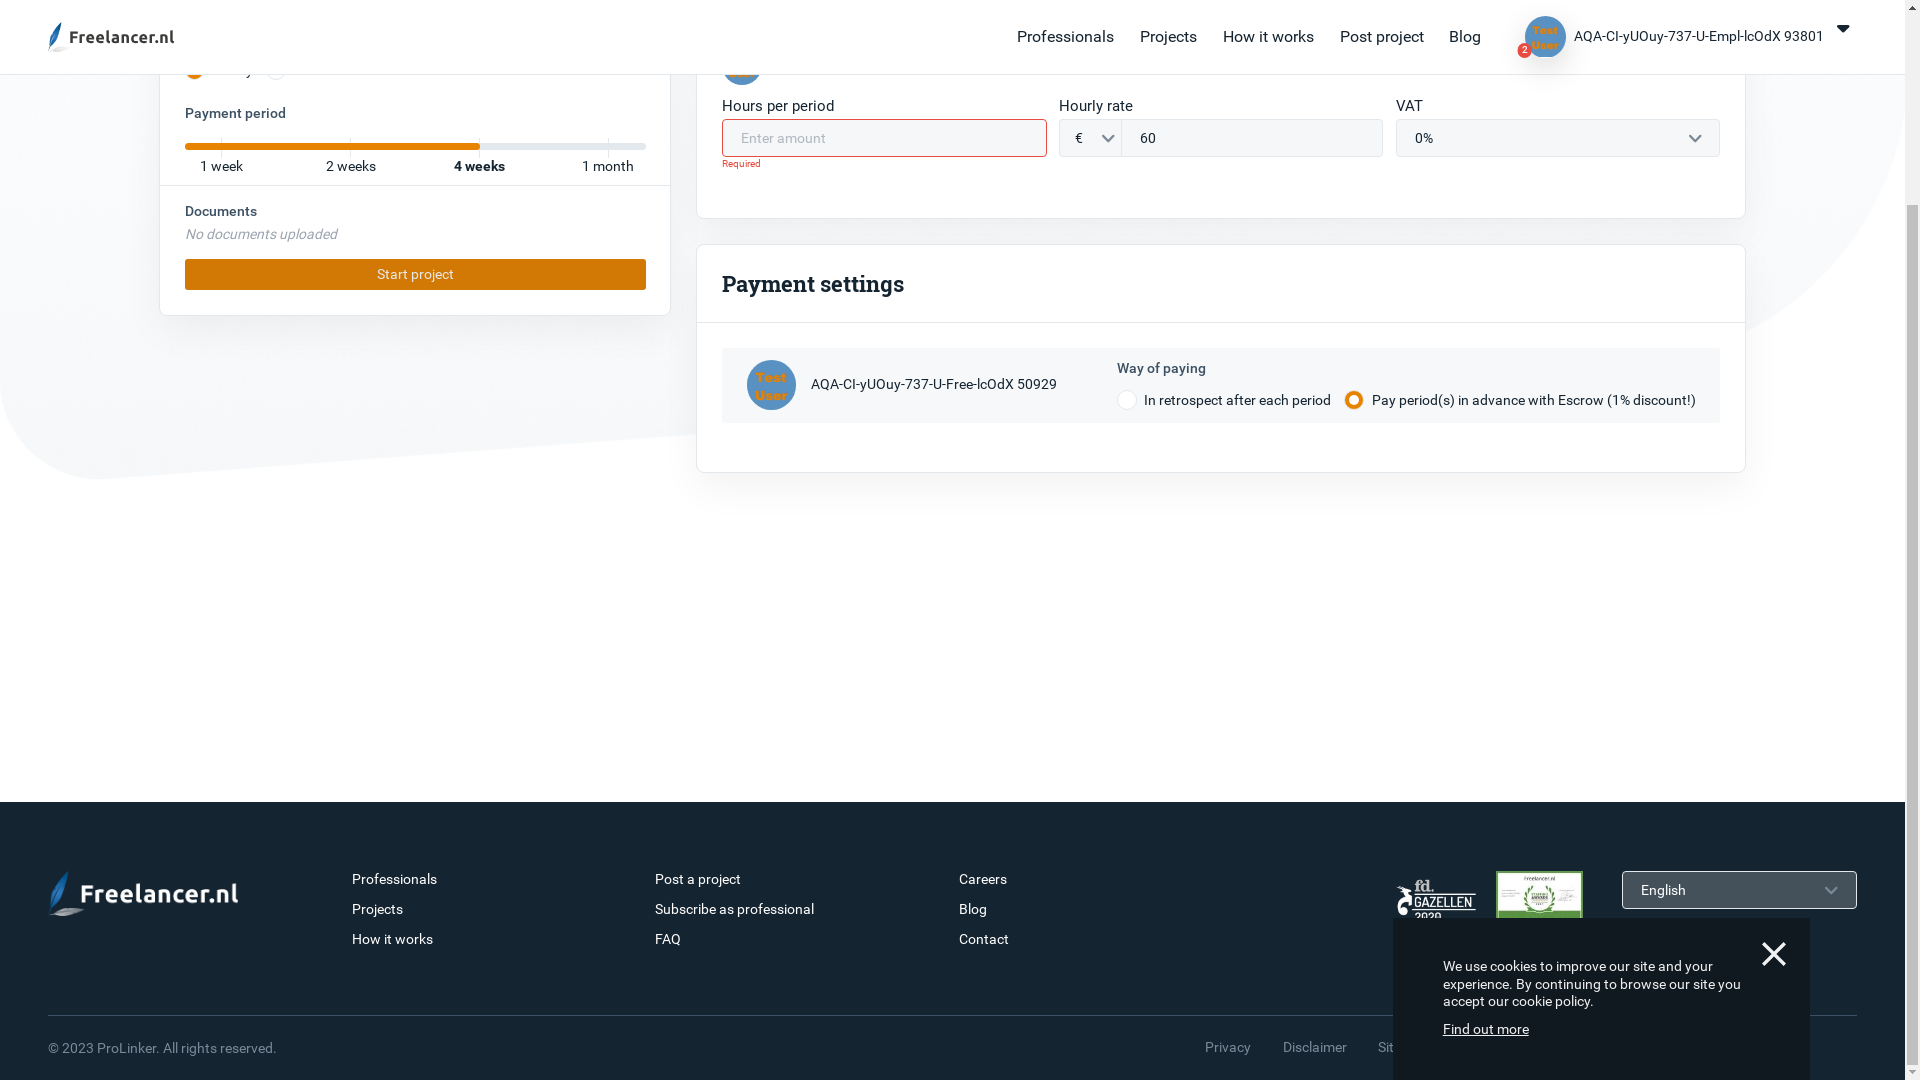 Freelancer.nl
Professionals
Projects
How it works
Post project
Blog
Test
User
2
AQA-CI-yUOuy-737-U-Empl-lcOdX 93801
Payment period
1 week
2 weeks
4 weeks
1 month
Documents
No documents uploaded
Start project
Hours per period
Enter amount
Required
Hourly rate
€
60
VAT
0%
Payment settings
Test
User
AQA-CI-yUOuy-737-U-Free-lcOdX 50929
Way of paying
In retrospect after each period
Pay period(s) in advance with Escrow (1% discount!)
Freelancer.nl
Professionals
Projects
How it works
Post a project
Subscribe as professional
FAQ
Careers
Blog
Contact
fd.
GAZELLEN
2020
Freelancer.nl
English
We use cookies to improve our site and your
experience. By continuing to browse our site you
accept our cookie policy.
Find out more
© 2023 ProLinker. All rights reserved.
Privacy
Disclaimer
Sit